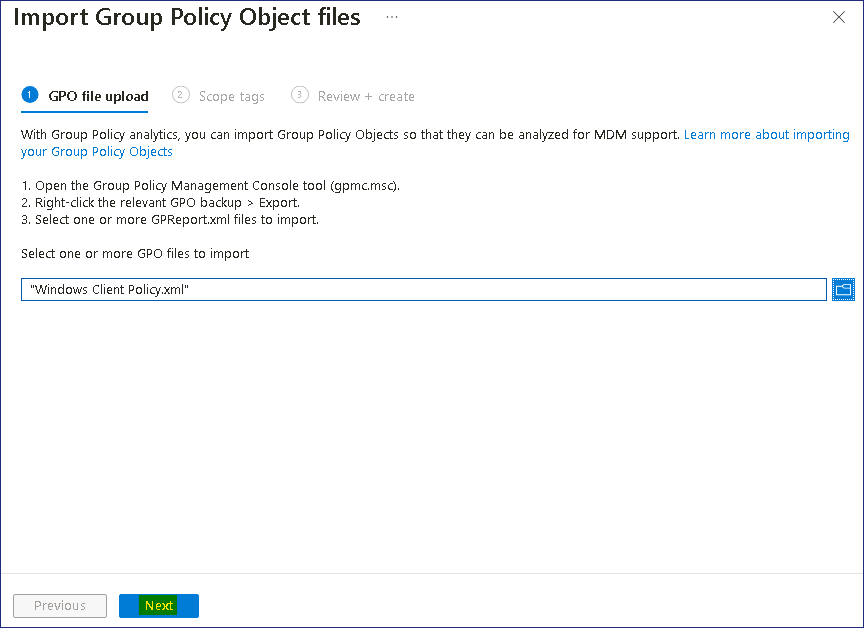 Import Group Policy Object files ...
1 GPO file upload 2 Scope tags 3 Review + create
With Group Policy analytics, you can import Group Policy Objects so that they can be analyzed for MDM support. Learn more about importing
your Group Policy Objects
1. Open the Group Policy Management Console tool (gpmc.msc).
2. Right-click the relevant GPO backup > Export.
3. Select one or more GPReport.xml files to import.
Select one or more GPO files to import
"Windows Client Policy.xml"
Previous Next